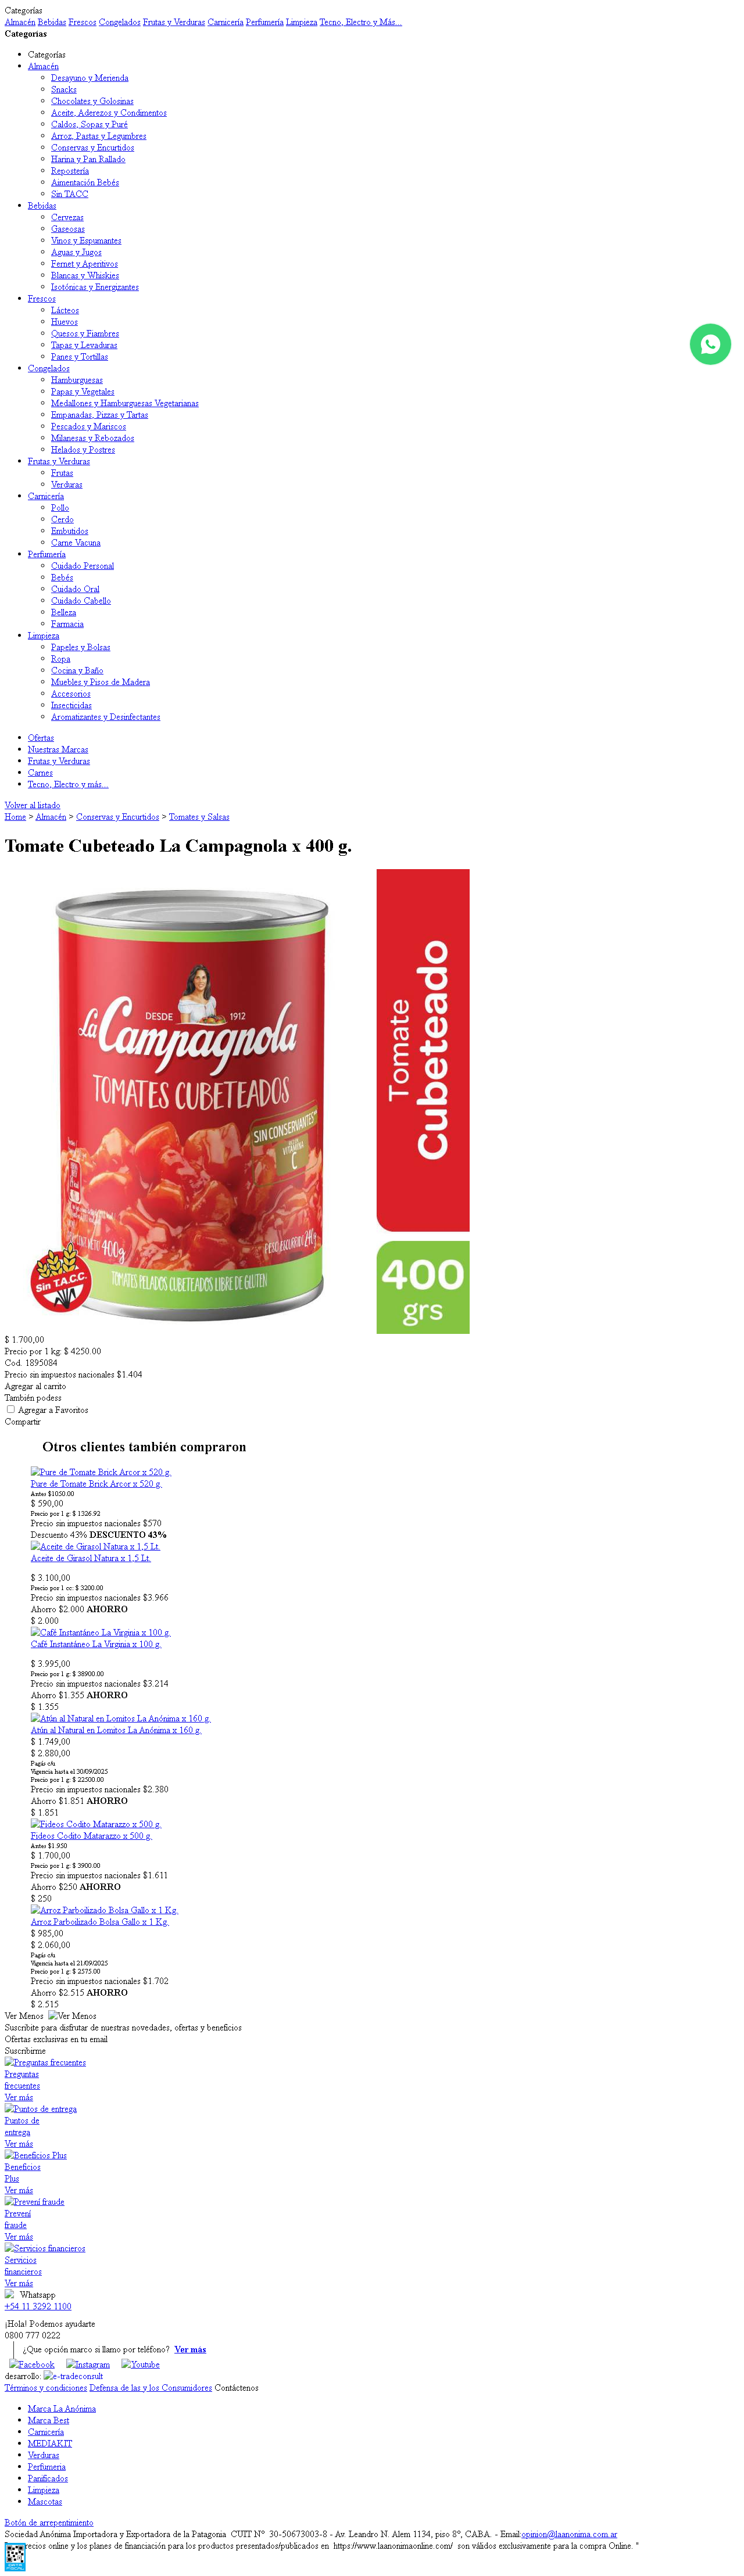 Categorías
Almacén Bebidas Frescos Congelados Frutas y Verduras Carnicería Perfumería Limpieza Tecno, Electro y Más...
Categorías
Categorías
Almacén
Desayuno y Merienda
Snacks
Chocolates y Golosinas
Aceite, Aderezos y Condimentos
Caldos, Sopas y Puré
Arroz, Pastas y Legumbres
Conservas y Encurtidos
Harina y Pan Rallado
Repostería
Aimentación Bebés
Sin TACC
Bebidas
Cervezas
Gaseosas
Vinos y Espumantes
Aguas y Jugos
Fernet y Aperitivos
Blancas y Whiskies
Isotónicas y Energizantes
Frescos
Lácteos
Huevos
Quesos y Fiambres
Tapas y Levaduras
Panes y Tortillas
Congelados
Hamburguesas
Papas y Vegetales
Medallones y Hamburguesas Vegetarianas
Empanadas, Pizzas y Tartas
Pescados y Mariscos
Milanesas y Rebozados
Helados y Postres
Frutas y Verduras
Frutas
Verduras
Carnicería
Pollo
Cerdo
Embutidos
Carne Vacuna
Perfumería
Cuidado Personal
Bebés
Cuidado Oral
Cuidado Cabello
Belleza
Farmacia
Limpieza
Papeles y Bolsas
Ropa
Cocina y Baño
Muebles y Pisos de Madera
Accesorios
Insecticidas
Aromatizantes y Desinfectantes
Ofertas
Nuestras Marcas
Frutas y Verduras
Carnes
Tecno, Electro y más...
Volver al listado
Home > Almacén > Conservas y Encurtidos > Tomates y Salsas
Tomate Cubeteado La Campagnola x 400 g.
DESDE 1912
La Campagnola
TOMATES CUBETEADOS
SIN CONSERVANTES
VITAMINA C
CONT. NETO 400g
PESO ESCURRIDO 240g
TOMATES PELADOS CUBETEADOS LIBRE DE GLUTEN
Sin T.A.C.C.
Tomate
Cubeteado
400
grs
$ 1.700,00
Precio por 1 kg: $ 4250.00
Cod. 1895084
Precio sin impuestos nacionales $1.404
Agregar al carrito
También podess
Agregar a Favoritos
Compartir
Otros clientes también compraron
Pure de Tomate Brick Arcor x 520 g.
Pure de Tomate Brick Arcor x 520 g.
Antes $1050.00
$ 590,00
Precio por 1 g: $ 1326.92
Precio sin impuestos nacionales $570
Descuento 43% DESCUENTO 43%
Aceite de Girasol Natura x 1,5 Lt.
Aceite de Girasol Natura x 1,5 Lt.
$ 3.100,00
Precio por 1 cc: $ 3200.00
Precio sin impuestos nacionales $3.966
Ahorro $2.000 AHORRO
$ 2.000
Café Instantáneo La Virginia x 100 g.
Café Instantáneo La Virginia x 100 g.
$ 3.995,00
Precio por 1 g: $ 38900.00
Precio sin impuestos nacionales $3.214
Ahorro $1.355 AHORRO
$ 1.355
Atún al Natural en Lomitos La Anónima x 160 g.
Atún al Natural en Lomitos La Anónima x 160 g.
$ 1.749,00
$ 2.880,00
Pagás c/u
Vigencia hasta el 30/09/2025
Precio por 1 g: $ 22500.00
Precio sin impuestos nacionales $2.380
Ahorro $1.851 AHORRO
$ 1.851
Fideos Codito Matarazzo x 500 g.
Fideos Codito Matarazzo x 500 g.
Antes $1.950
$ 1.700,00
Precio por 1 g: $ 3900.00
Precio sin impuestos nacionales $1.611
Ahorro $250 AHORRO
$ 250
Arroz Parboilizado Bolsa Gallo x 1 Kg.
Arroz Parboilizado Bolsa Gallo x 1 Kg.
$ 985,00
$ 2.060,00
Pagás c/u
Vigencia hasta el 21/09/2025
Precio por 1 g: $ 2575.00
Precio sin impuestos nacionales $1.702
Ahorro $2.515 AHORRO
$ 2.515
Ver Menos Ver Menos
Suscribite para disfrutar de nuestras novedades, ofertas y beneficios
Ofertas exclusivas en tu email
Suscribirme
Preguntas frecuentes
Preguntas
frecuentes
Ver más
Puntos de entrega
Puntos de
entrega
Ver más
Beneficios Plus
Beneficios
Plus
Ver más
Prevení fraude
Prevení
fraude
Ver más
Servicios financieros
Servicios
financieros
Ver más
Whatsapp
+54 11 3292 1100
¡Hola! Podemos ayudarte
0800 777 0222
¿Que opción marco si llamo por teléfono? Ver más
Facebook Instagram Youtube
desarrollo: e-tradeconsult
Términos y condiciones Defensa de las y los Consumidores Contáctenos
Marca La Anónima
Marca Best
Carnicería
MEDIAKIT
Verduras
Perfumeria
Panificados
Limpieza
Mascotas
Botón de arrepentimiento
Sociedad Anónima Importadora y Exportadora de la Patagonia CUIT Nº 30-50673003-8 - Av. Leandro N. Alem 1134, piso 8º, CABA. - Email:opinion@laanonima.com.ar
recios online y los planes de financiación para los productos presentados/publicados en https://www.laanonimaonline.com/ son válidos exclusivamente para la compra Online. "